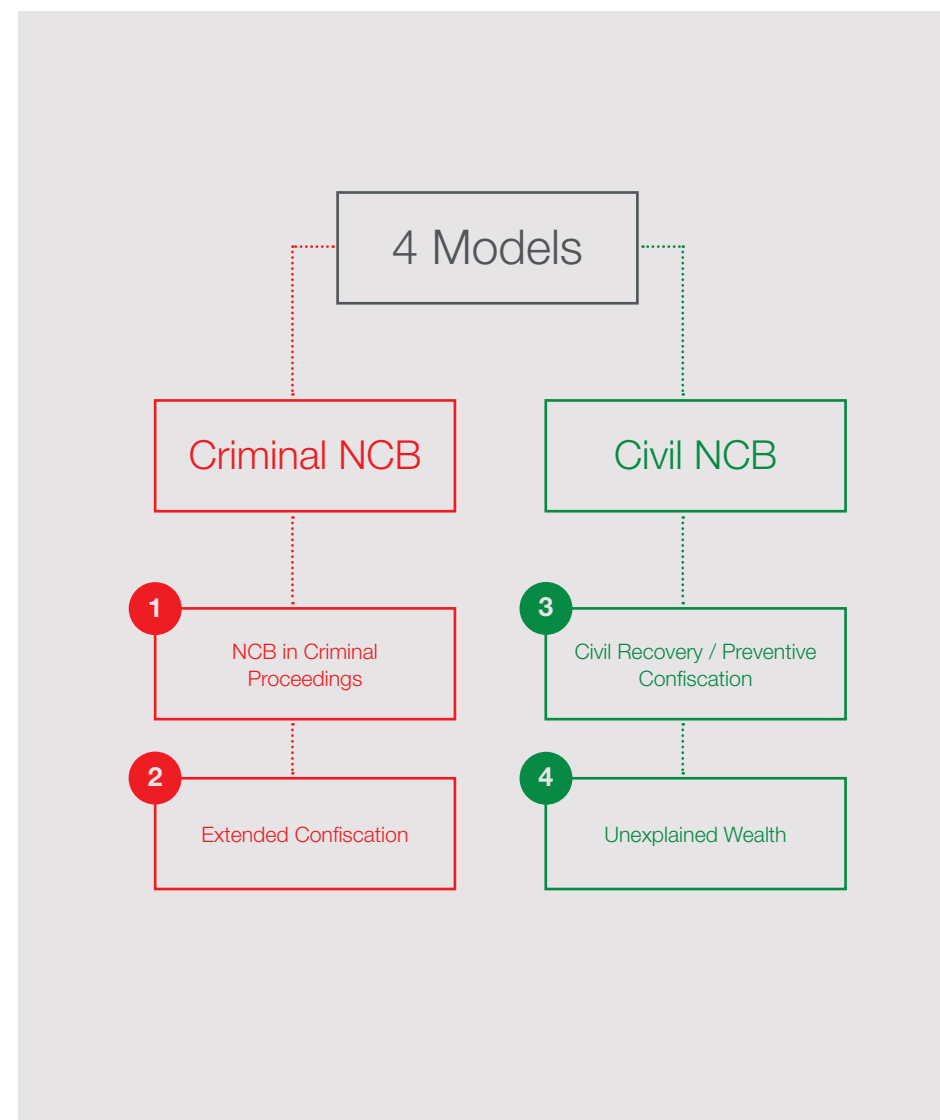 4 Models
Criminal NCB
Civil NCB
1
NCB in Criminal
Proceedings
3
Civil Recovery / Preventive
Confiscation
2
Extended Confiscation
4
Unexplained Wealth